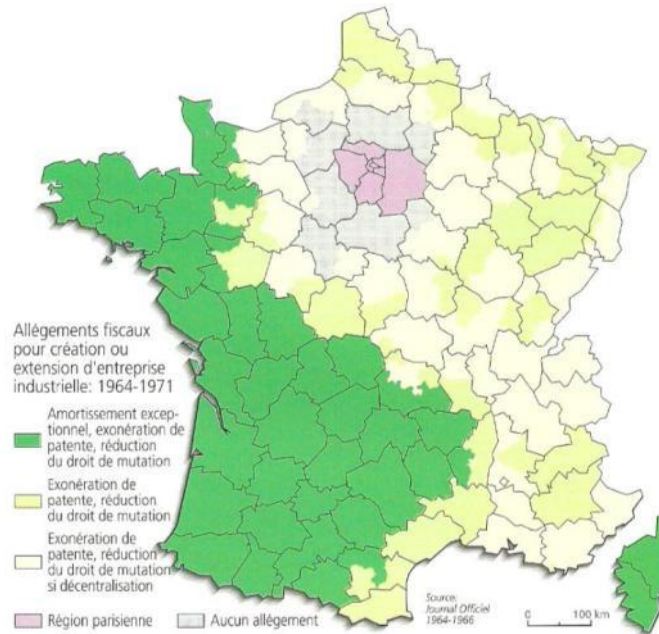 Allègements fiscaux
pour création ou
extension d'entreprise
industrielle: 1964-1971
Amortissement excep-
tionnel, exonération de
patente, réduction
du droit de mutation
Exonération de
patente, réduction
du droit de mutation
Exonération de
patente, réduction
du droit de mutation
si décentralisation
Région parisienne
Aucun allégement
Source:
Journal Officiel
1964-1966
0 100 km